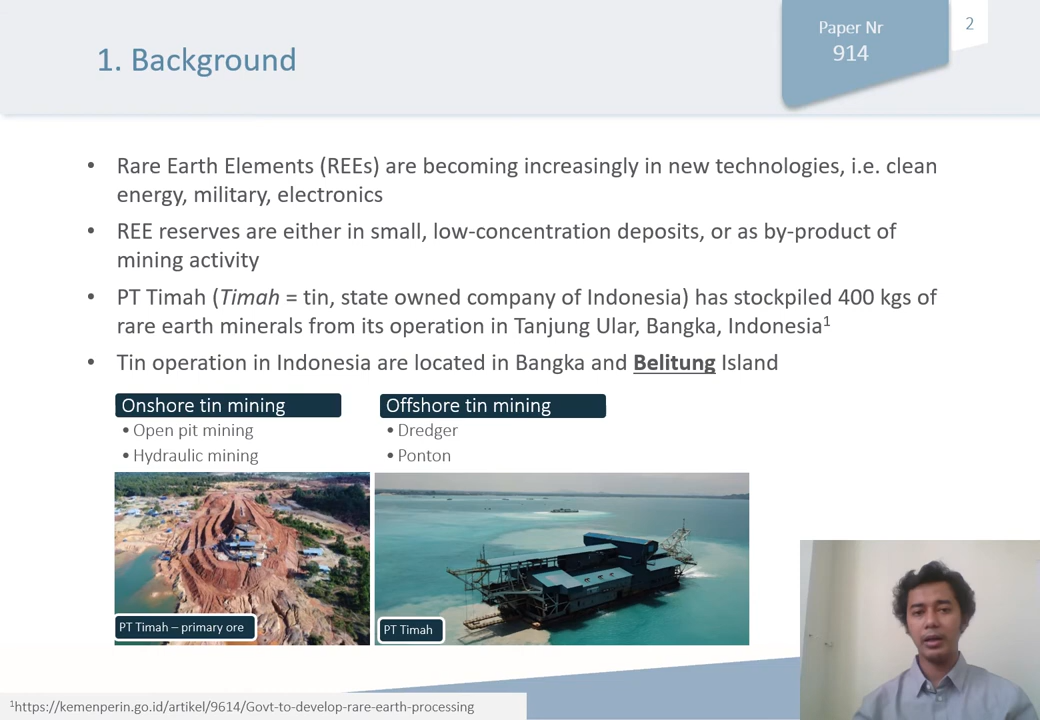 1. Background
Paper Nr
914
2
• Rare Earth Elements (REEs) are becoming increasingly in new technologies, i.e. clean
energy, military, electronics
• REE reserves are either in small, low-concentration deposits, or as by-product of
mining activity
• PT Timah (Timah = tin, state owned company of Indonesia) has stockpiled 400 kgs of
rare earth minerals from its operation in Tanjung Ular, Bangka, Indonesia¹
• Tin operation in Indonesia are located in Bangka and Belitung Island
Onshore tin mining
• Open pit mining
• Hydraulic mining
Offshore tin mining
• Dredger
• Ponton
PT Timah – primary ore
PT Timah
¹https://kemenperin.go.id/artikel/9614/Govt-to-develop-rare-earth-processing